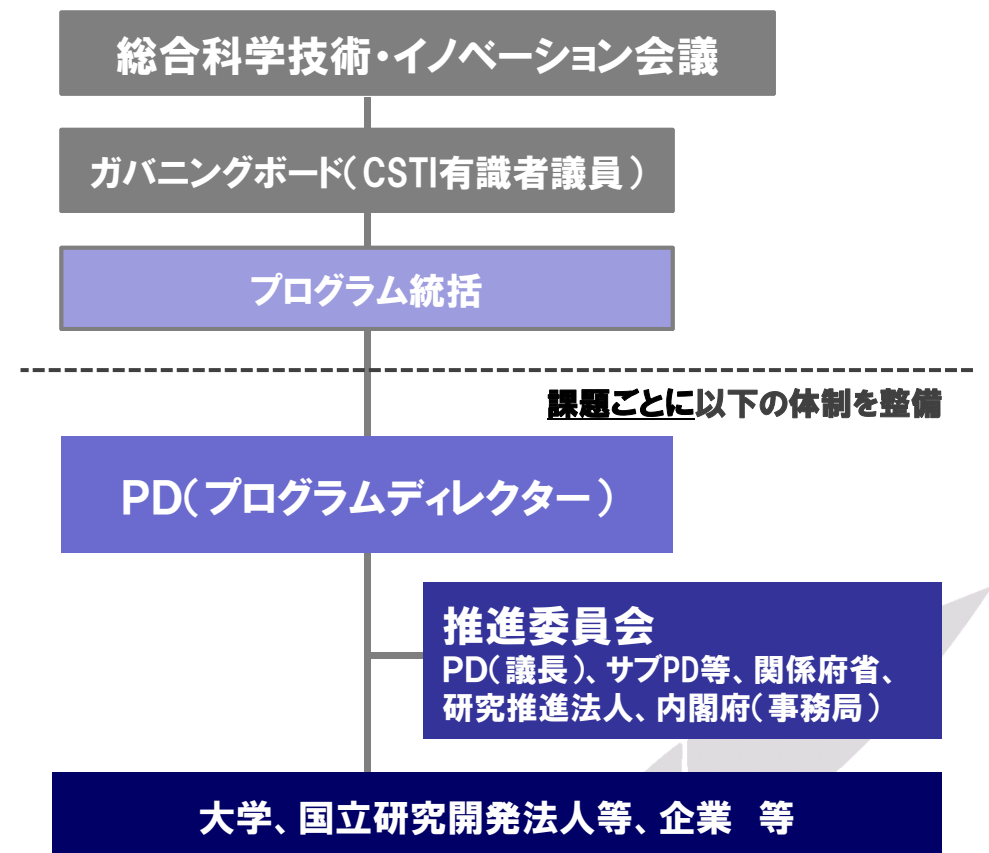 総合科学技術・イノベーション会議
ガバニングボード(CSTI有識者議員)
プログラム統括
課題ごとに以下の体制を整備
PD(プログラムディレクター)
推進委員会
PD(議長)、サブPD等、関係府省、
研究推進法人、内閣府(事務局)
大学、国立研究開発法人等、企業 等